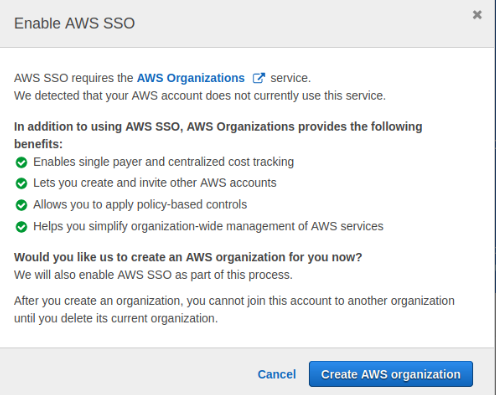 Enable AWS SSO
AWS SSO requires the AWS Organizations service.
We detected that your AWS account does not currently use this service.
In addition to using AWS SSO, AWS Organizations provides the following
benefits:
Enables single payer and centralized cost tracking
Lets you create and invite other AWS accounts
Allows you to apply policy-based controls
Helps you simplify organization-wide management of AWS services
Would you like us to create an AWS organization for you now?
We will also enable AWS SSO as part of this process.
After you create an organization, you cannot join this account to another organization
until you delete its current organization.
Cancel Create AWS organization